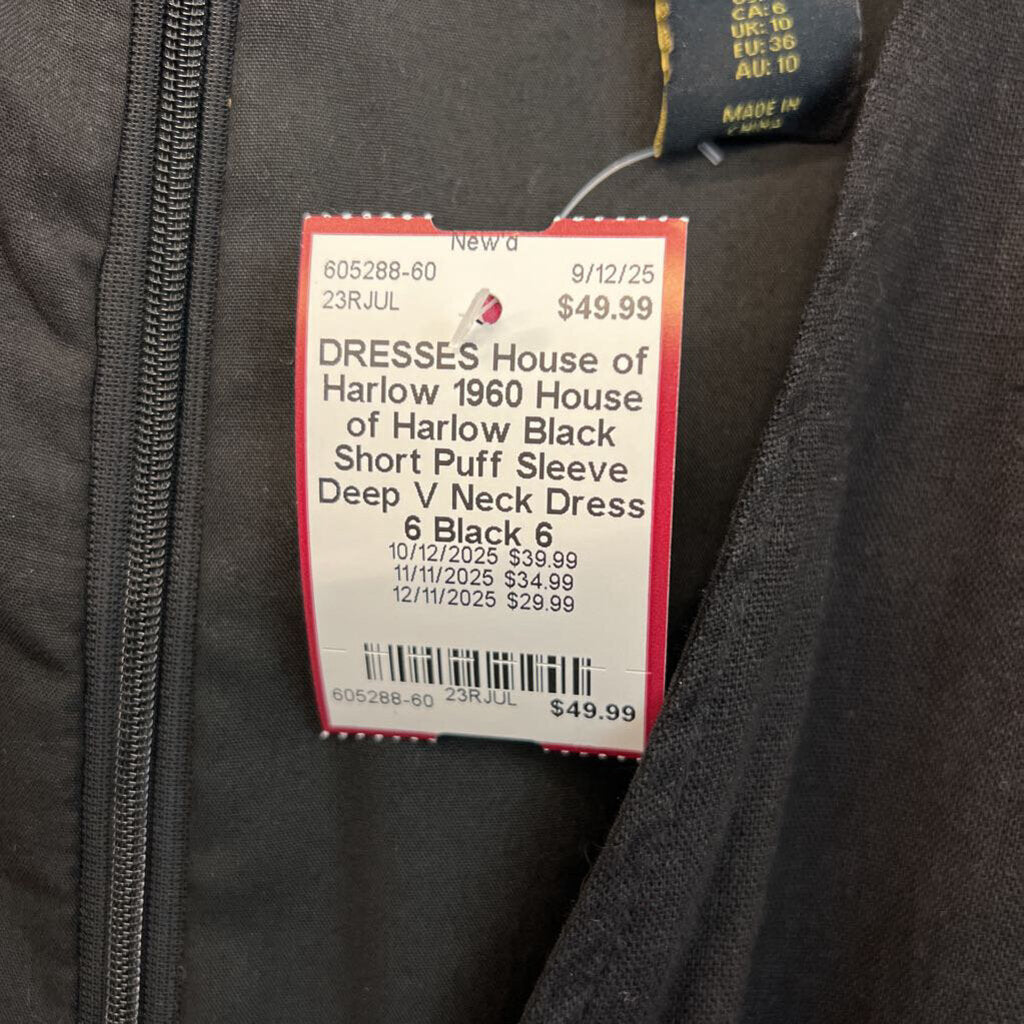 CA: 6
UK: 10
EU: 36
AU: 10
MADE IN
CHINA
New'd
605288-60 9/12/25
23RJUL $49.99
DRESSES House of
Harlow 1960 House
of Harlow Black
Short Puff Sleeve
Deep V Neck Dress
6 Black 6
10/12/2025 $39.99
11/11/2025 $34.99
12/11/2025 $29.99
605288-60 23RJUL $49.99